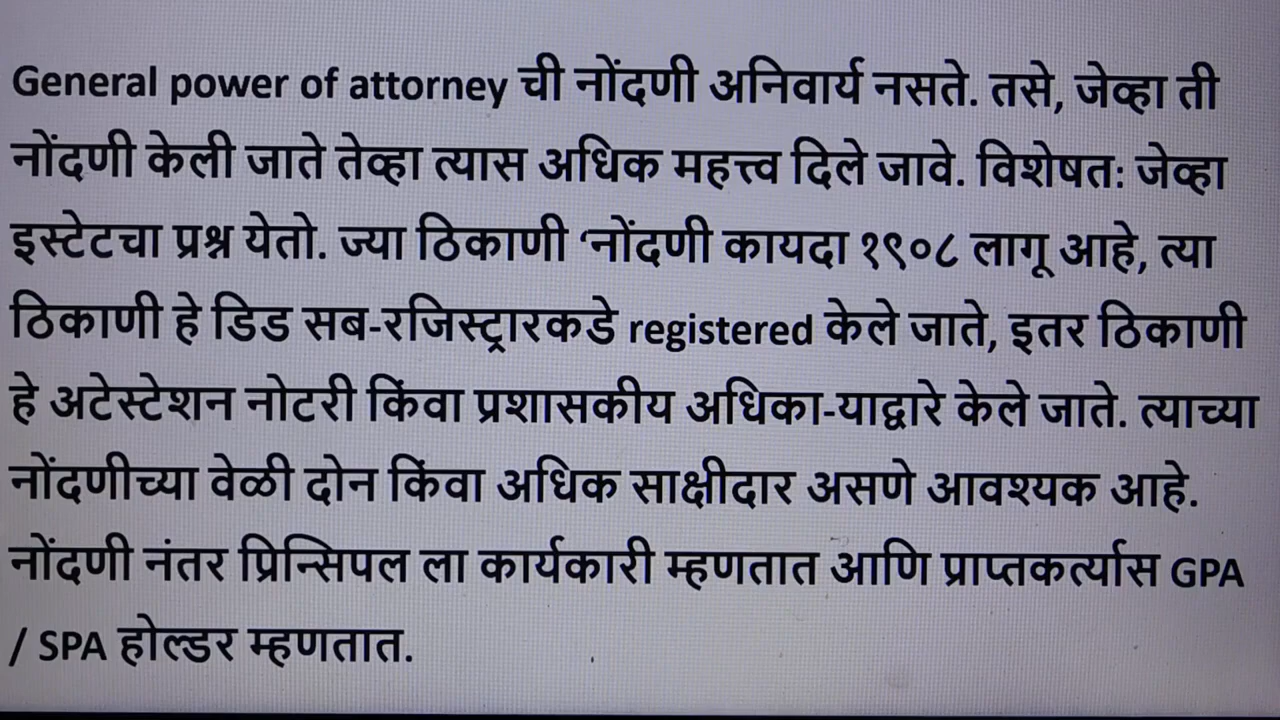 General power of attorney ची नोंदणी अनिवार्य नसते. तसे, जेव्हा ती
नोंदणी केली जाते तेव्हा त्यास अधिक महत्त्व दिले जावे. विशेषत: जेव्हा
इस्टेटचा प्रश्न येतो. ज्या ठिकाणी ‘नोंदणी कायदा १९०८ लागू आहे, त्या
ठिकाणी हे डिड सब-रजिस्ट्रारकडे registered केले जाते, इतर ठिकाणी
हे अटेस्टेशन नोटरी किंवा प्रशासकीय अधिका-याद्वारे केले जाते. त्याच्या
नोंदणीच्या वेळी दोन किंवा अधिक साक्षीदार असणे आवश्यक आहे.
नोंदणी नंतर प्रिन्सिपल ला कार्यकारी म्हणतात आणि प्राप्तकर्त्यास GPA
/ SPA होल्डर म्हणतात.